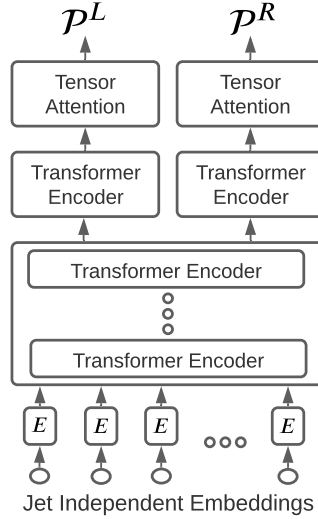 𝒫^L 𝒫^R
Tensor Attention
Tensor Attention
Transformer Encoder
Transformer Encoder
Transformer Encoder
Transformer Encoder
E E E E
Jet Independent Embeddings